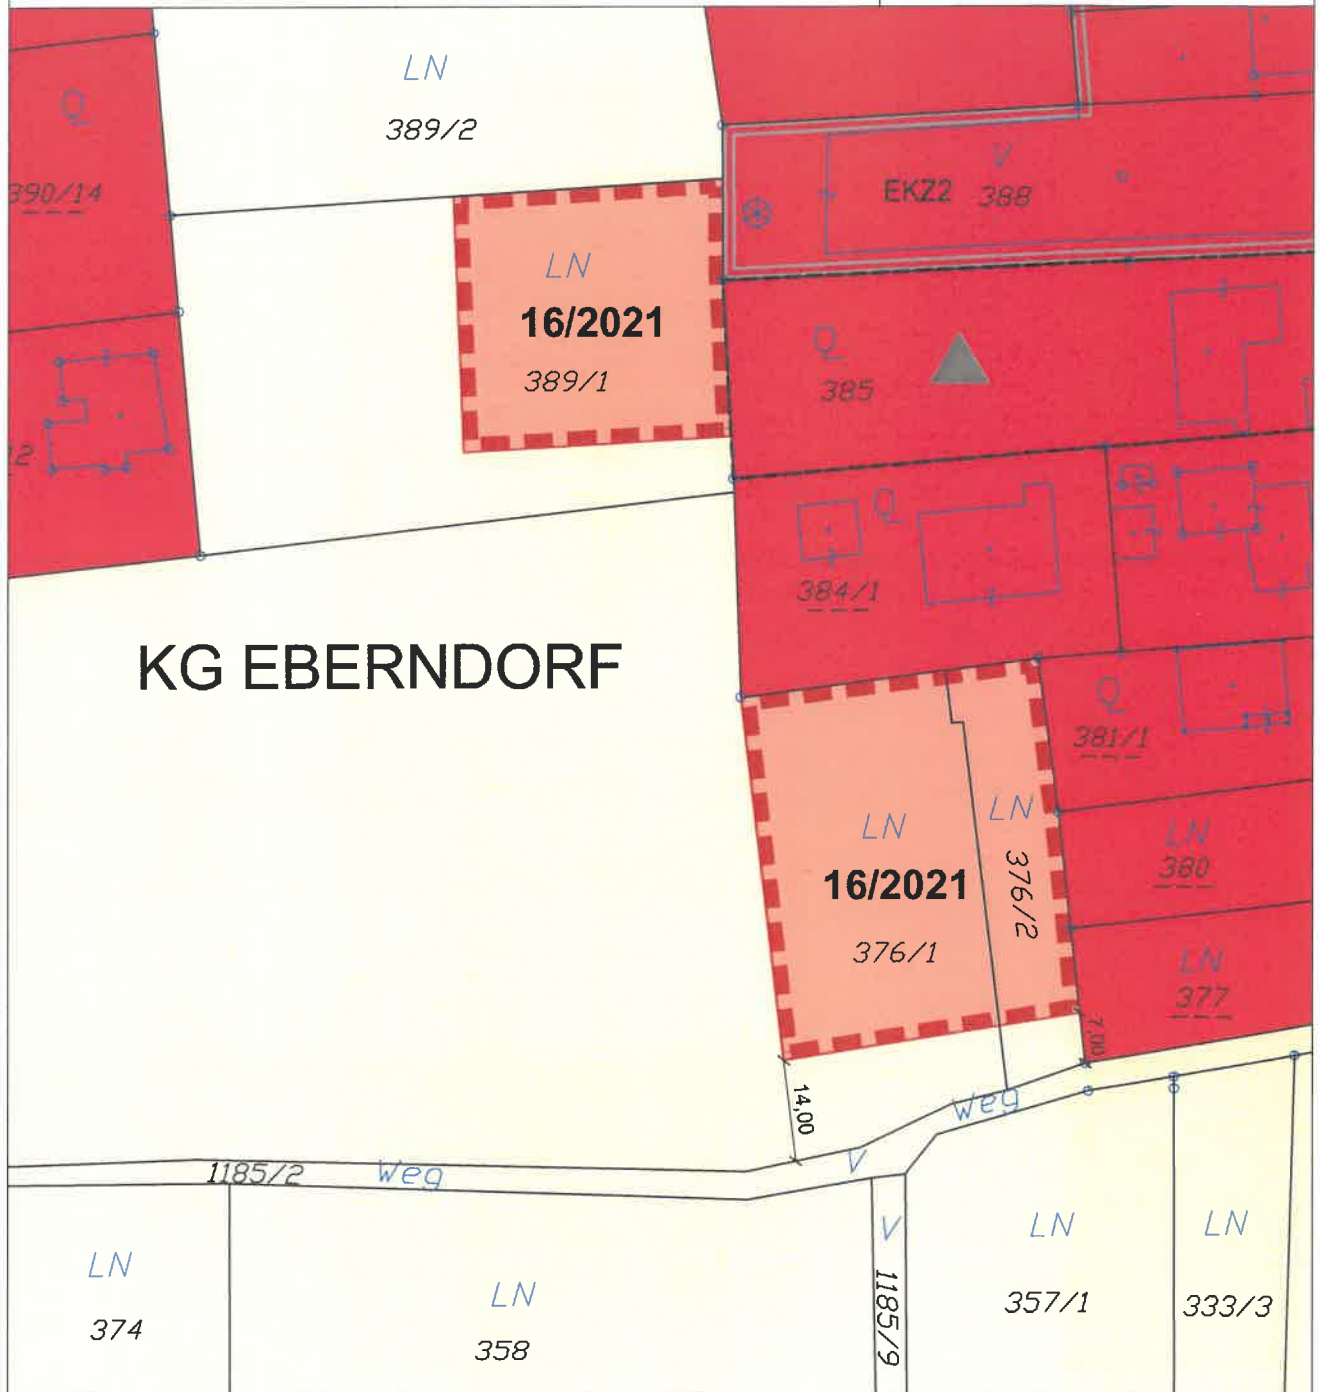 LN
389/2
Q
390/14
V
EKZ2 388
LN
16/2021
389/1
Q
385
12
Q
384/1
KG EBERNDORF
Q
381/1
LN
380
LN
16/2021
376/1
LN
376/2
LN
377
7,00
14,00
Weg
V
1185/2
Weg
LN
374
LN
358
V
1185/9
LN
357/1
LN
333/3